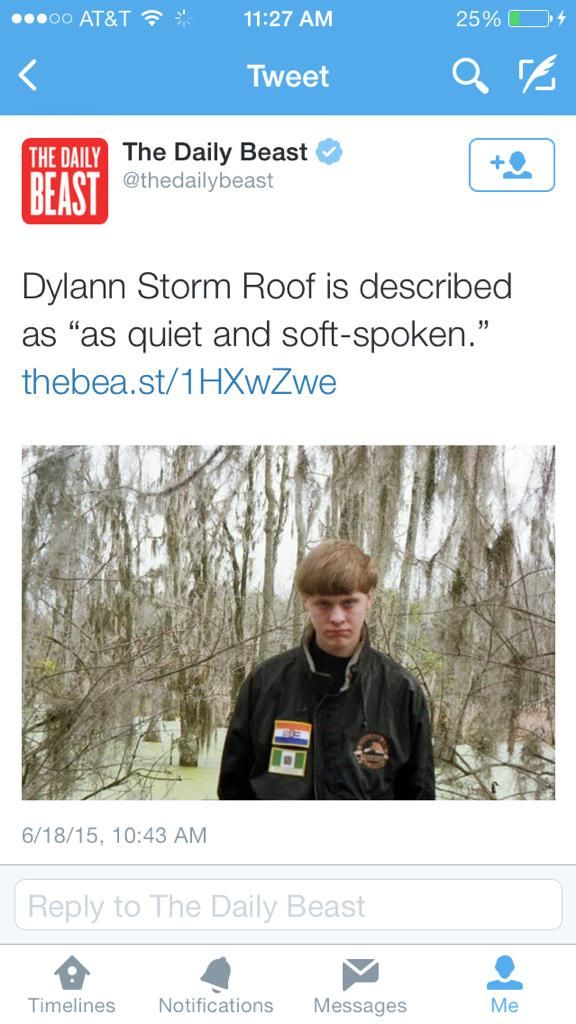 AT&T 11:27 AM 25%
Tweet
THE DAILY
BEAST
The Daily Beast
@thedailybeast
Dylann Storm Roof is described
as “as quiet and soft-spoken.”
thebea.st/1HXwZwe
6/18/15, 10:43 AM
Reply to The Daily Beast
Timelines Notifications Messages Me